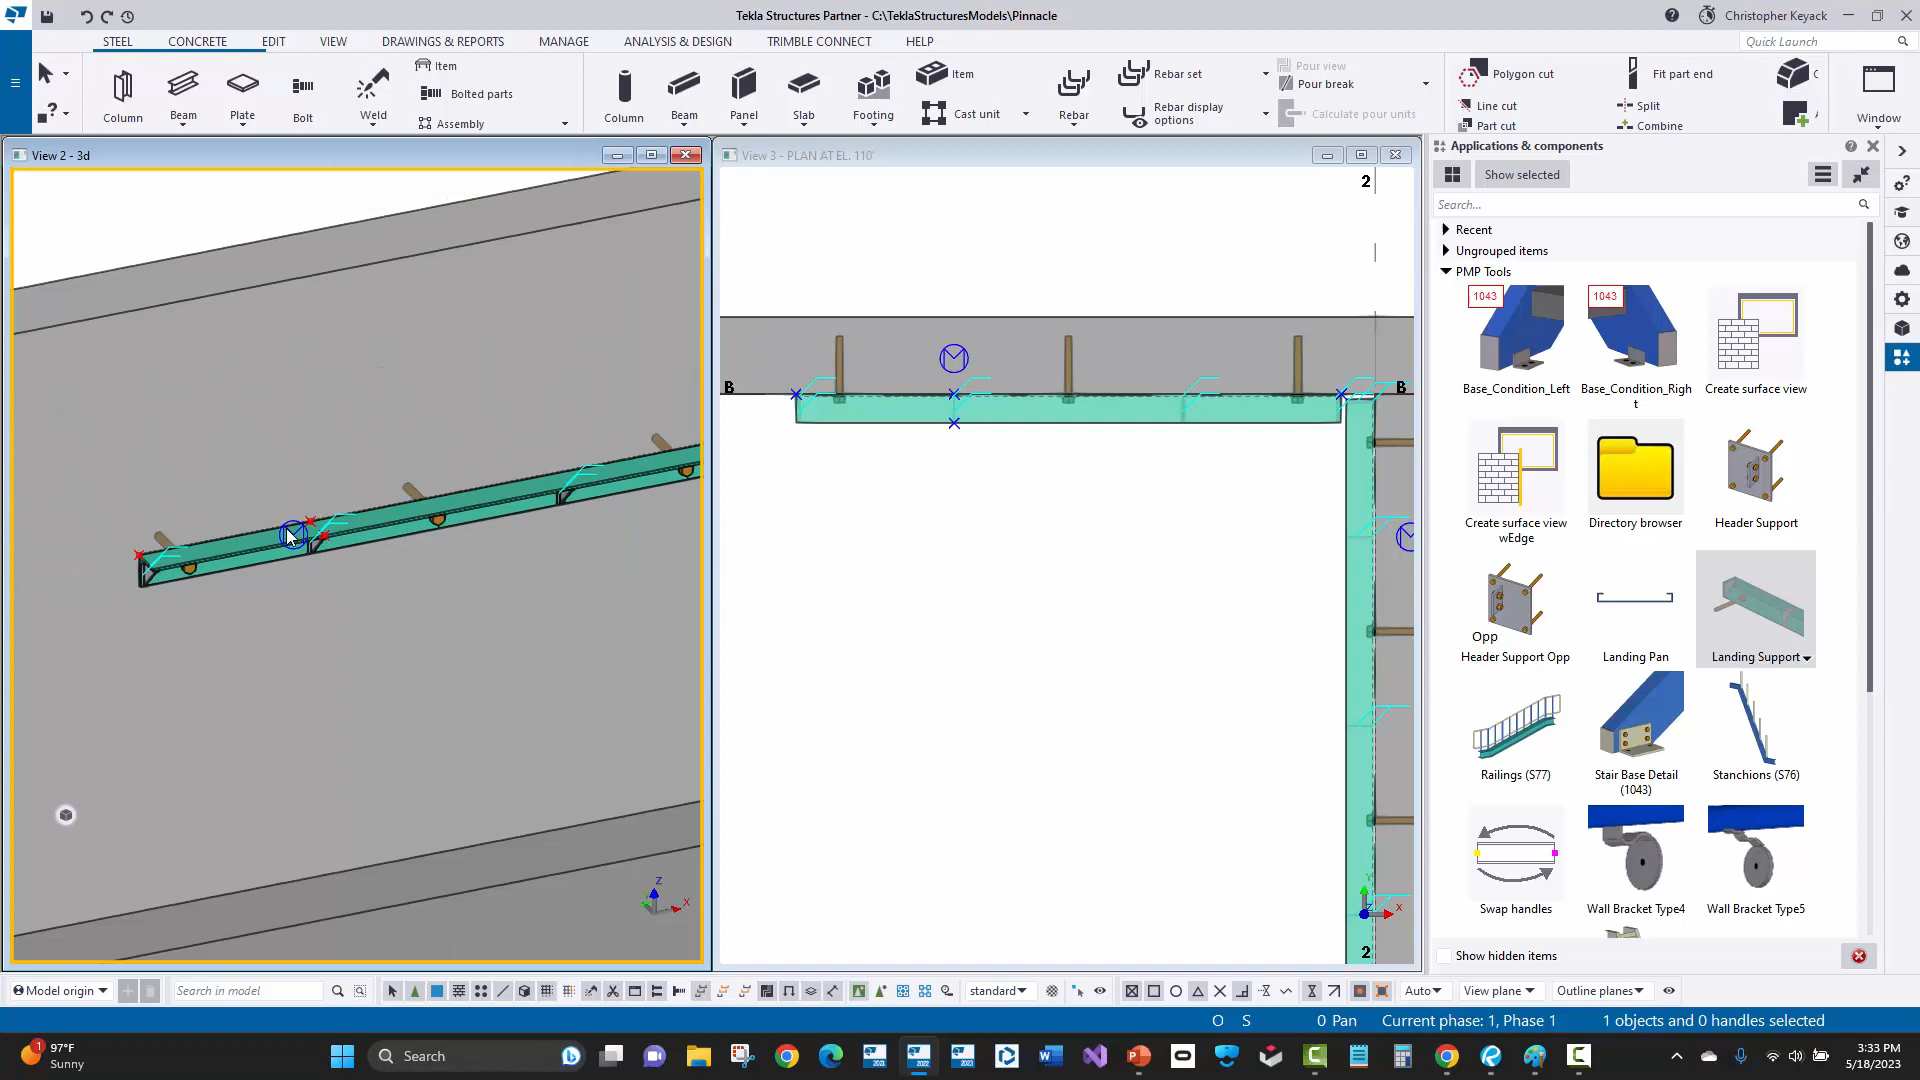 Tekla Structures Partner - C:\TeklaStructuresModels\Pinnacle
Christopher Keyack
STEEL
CONCRETE
EDIT
VIEW
DRAWINGS & REPORTS
MANAGE
ANALYSIS & DESIGN
TRIMBLE CONNECT
HELP
Quick Launch
Column
Beam
Plate
Bolt
Weld
Item
Bolted parts
Assembly
Column
Beam
Panel
Slab
Footing
Item
Cast unit
Rebar
Rebar set
Rebar display
options
Pour view
Pour break
Calculate pour units
Polygon cut
Line cut
Part cut
Fit part end
Split
Combine
Window
View 2 - 3d
View 3 - PLAN AT EL. 110'
2
B
B
2
Z
X
Y
Z
X
Applications & components
Show selected
Search...
Recent
Ungrouped items
PMP Tools
1043
1043
Base_Condition_Left
Base_Condition_Righ
t
Create surface view
Create surface view
wEdge
Directory browser
Header Support
Opp
Header Support Opp
Landing Pan
Landing Support
Railings (S77)
Stair Base Detail
(1043)
Stanchions (S76)
Swap handles
Wall Bracket Type4
Wall Bracket Type5
Show hidden items
Model origin
Search in model
standard
Auto
View plane
Outline planes
O S
0 Pan
Current phase: 1, Phase 1
1 objects and 0 handles selected
1
97°F
Sunny
Search
2021
2022
2023
3:33 PM
5/18/2023